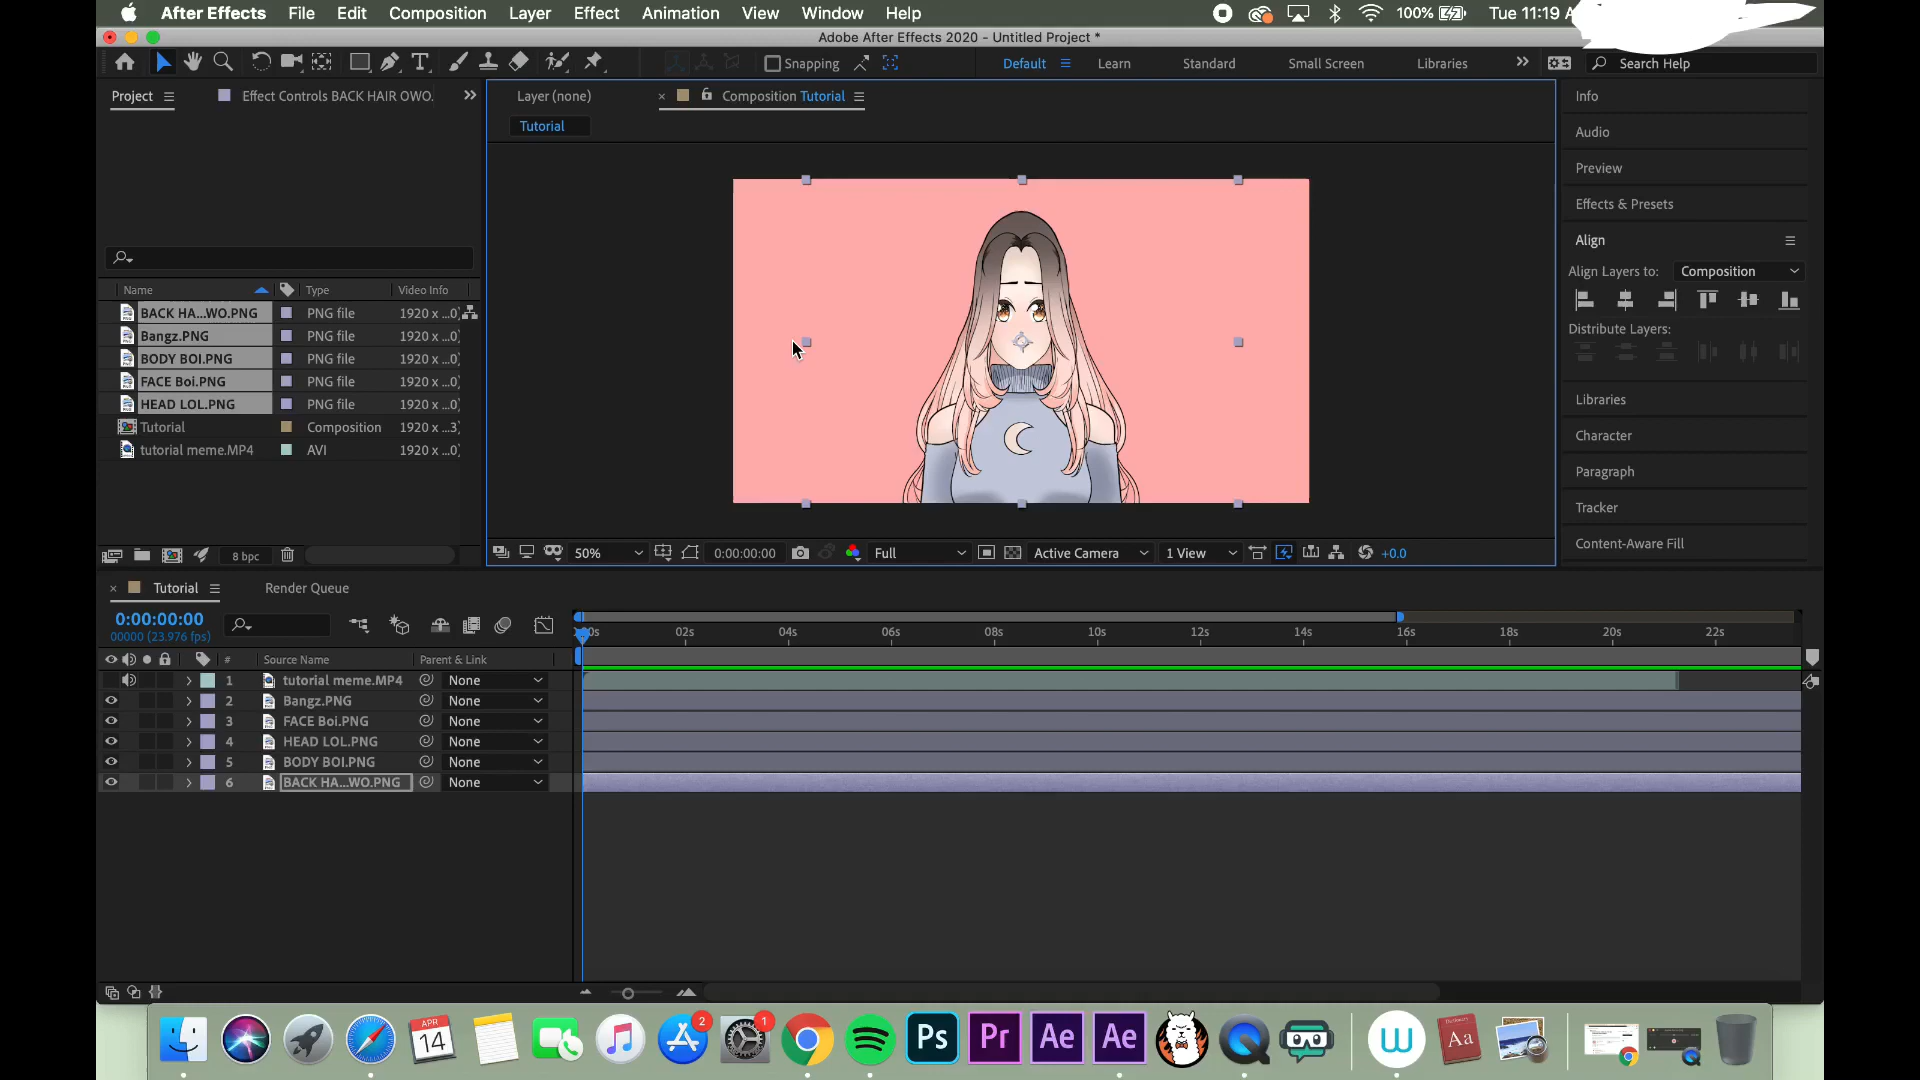 After Effects File Edit Composition Layer Effect Animation View Window Help 100% Tue 11:19
Adobe After Effects 2020 - Untitled Project *
Snapping Default Learn Standard Small Screen Libraries Search Help
Project Effect Controls BACK HAIR OWO.
Layer (none) Composition Tutorial
Tutorial
Info
Audio
Preview
Effects & Presets
Align
Align Layers to: Composition
Distribute Layers:
Libraries
Character
Paragraph
Tracker
Content-Aware Fill
Name Type Video Info
BACK HA...WO.PNG PNG file 1920 x ...0)
Bangz.PNG PNG file 1920 x ...0)
BODY BOI.PNG PNG file 1920 x ...0)
FACE Boi.PNG PNG file 1920 x ...0)
HEAD LOL.PNG PNG file 1920 x ...0)
Tutorial Composition 1920 x ...3)
tutorial meme.MP4 AVI 1920 x ...0)
8 bpc
50% 0:00:00:00 Full Active Camera 1 View +0.0
Tutorial Render Queue
0:00:00:00
00000 (23.976 fps)
02s 04s 06s 08s 10s 12s 14s 16s 18s 20s 22s
# Source Name Parent & Link
1 tutorial meme.MP4 None
2 Bangz.PNG None
3 FACE Boi.PNG None
4 HEAD LOL.PNG None
5 BODY BOI.PNG None
6 BACK HA...WO.PNG None
APR
14
2
1
Ps Pr Ae Ae
Aa